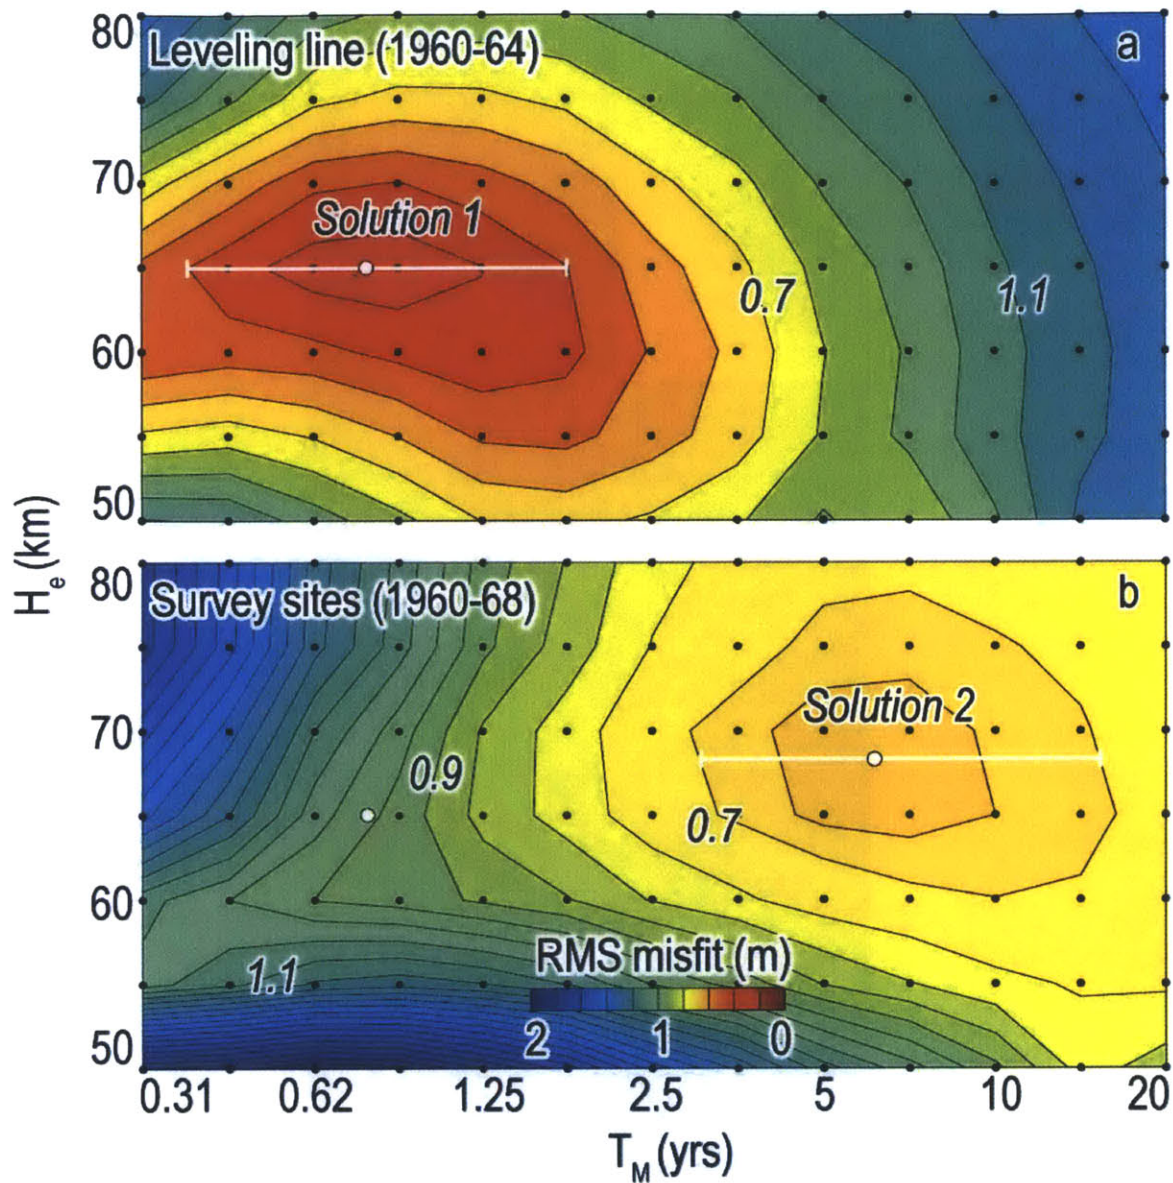 80
Leveling line (1960-64)
a
70
Solution 1
0.7
1.1
60
50
H_e (km)
80
Survey sites (1960-68)
b
70
Solution 2
0.9
0.7
60
RMS misfit (m)
1.1
2 1 0
50
0.31 0.62 1.25 2.5 5 10 20
T_M (yrs)